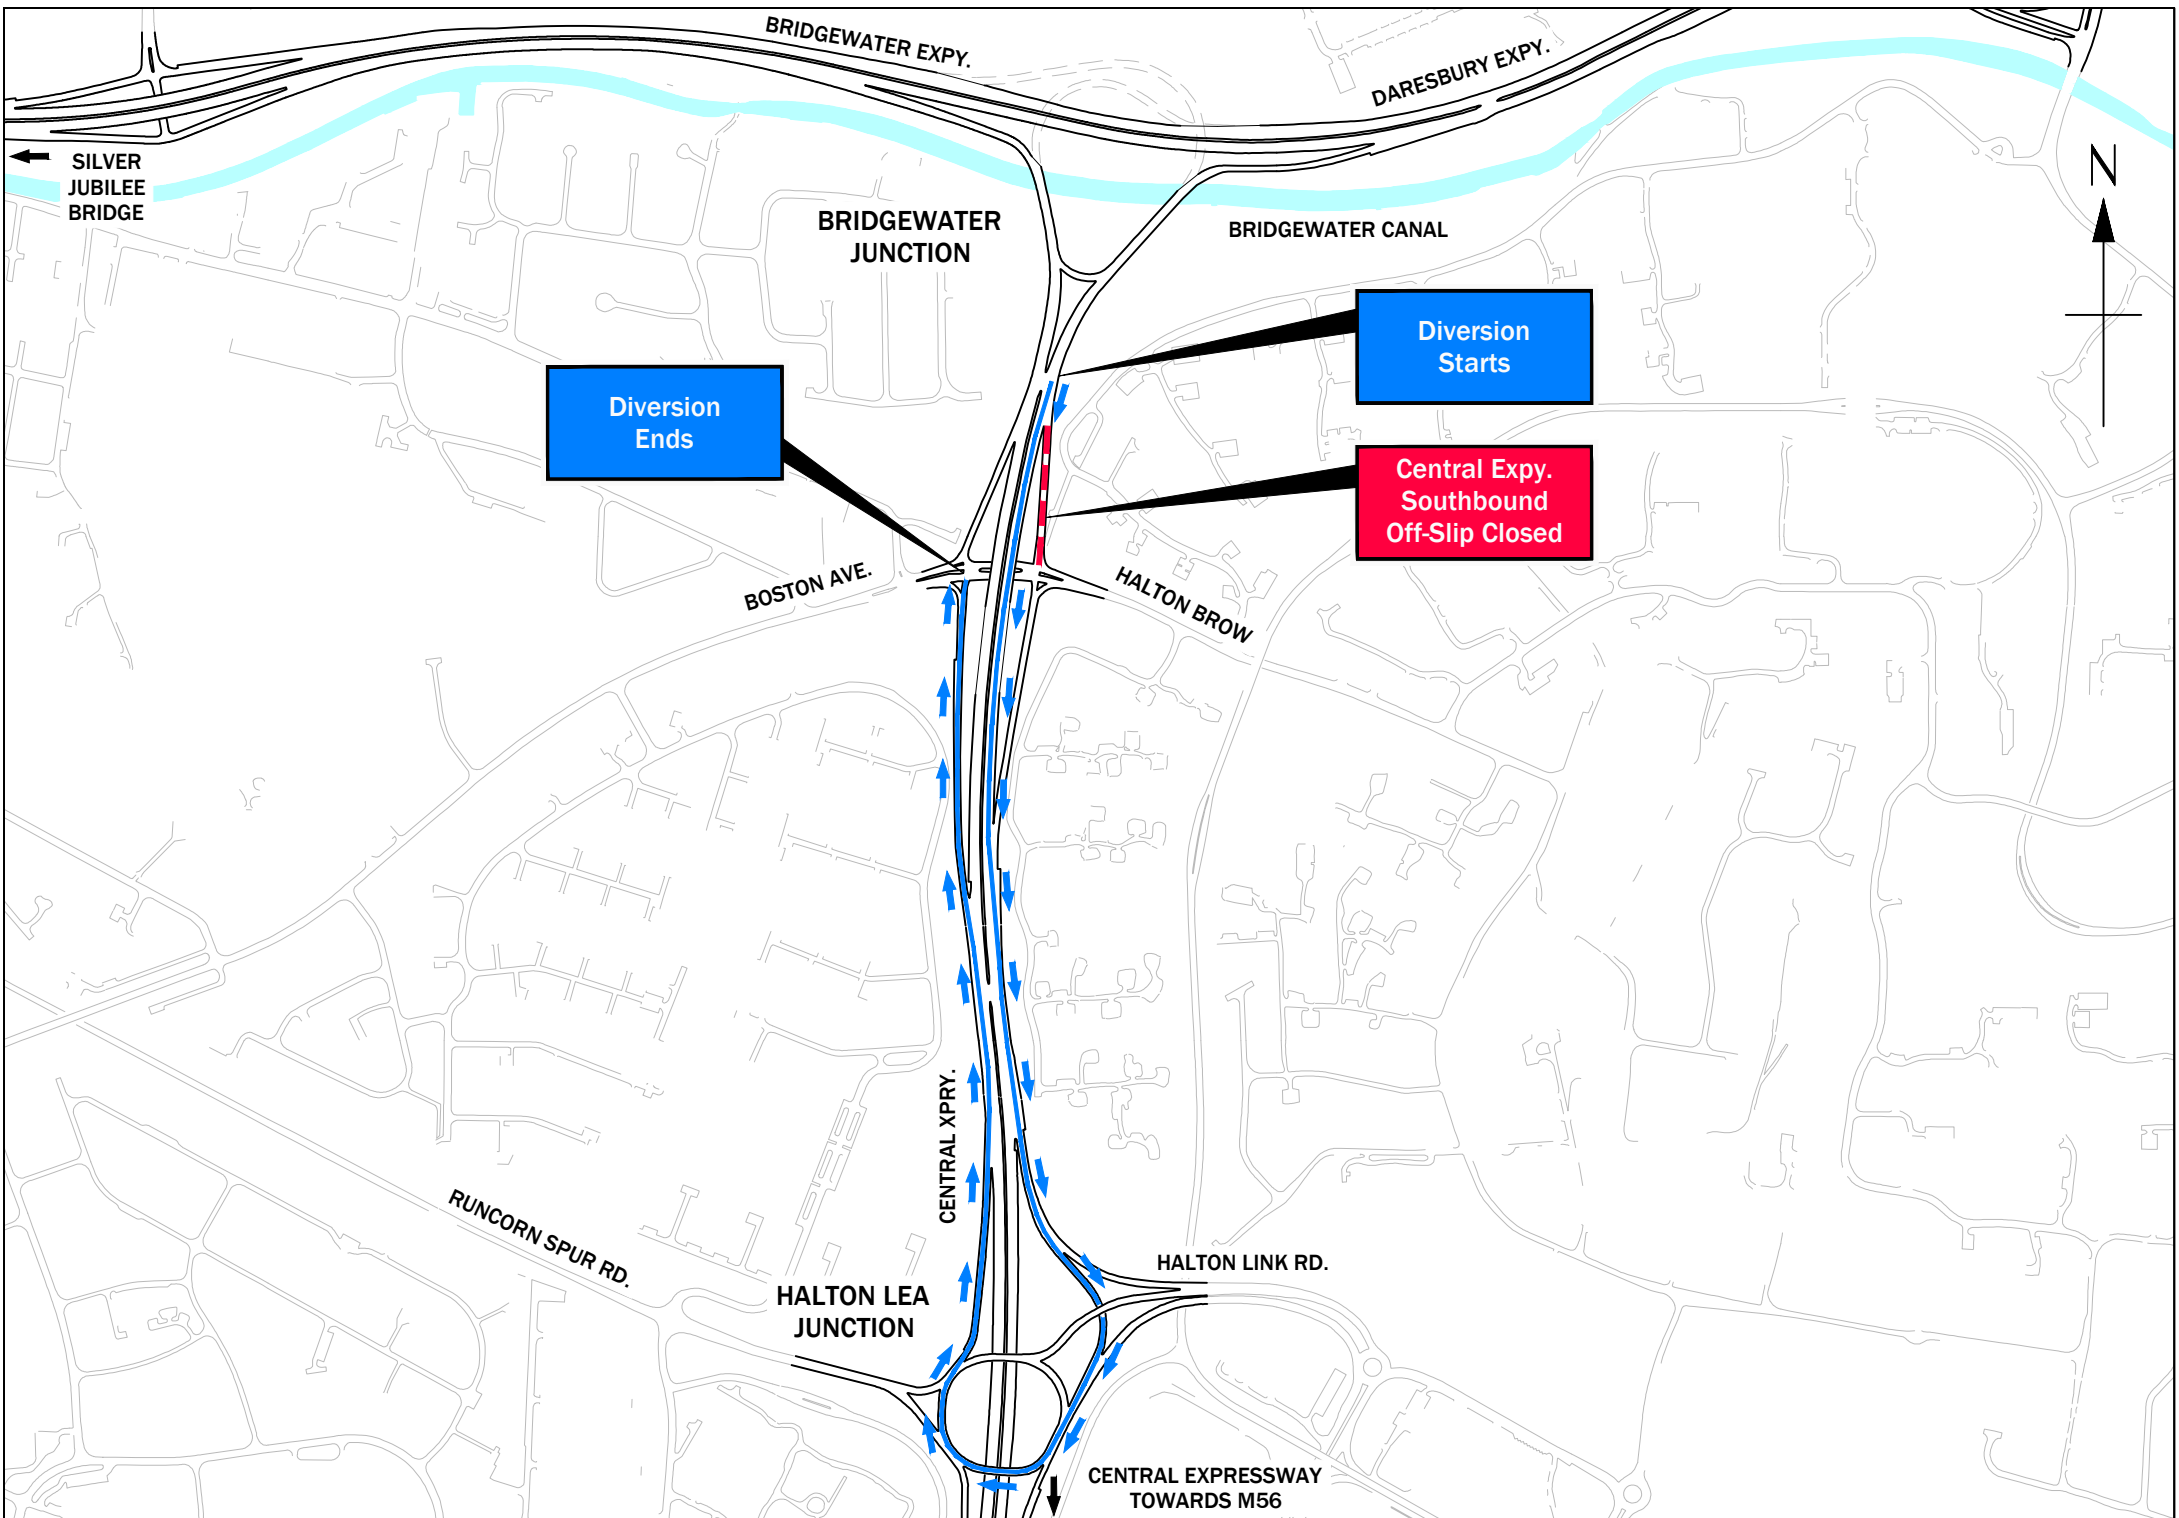 BRIDGEWATER EXPY.
DARESBURY EXPY.
SILVER
JUBILEE
BRIDGE
N
BRIDGEWATER
JUNCTION
BRIDGEWATER CANAL
Diversion
Starts
Diversion
Ends
Central Expy.
Southbound
Off-Slip Closed
BOSTON AVE.
HALTON BROW
CENTRAL XPRY.
RUNCORN SPUR RD.
HALTON LINK RD.
HALTON LEA
JUNCTION
CENTRAL EXPRESSWAY
TOWARDS M56